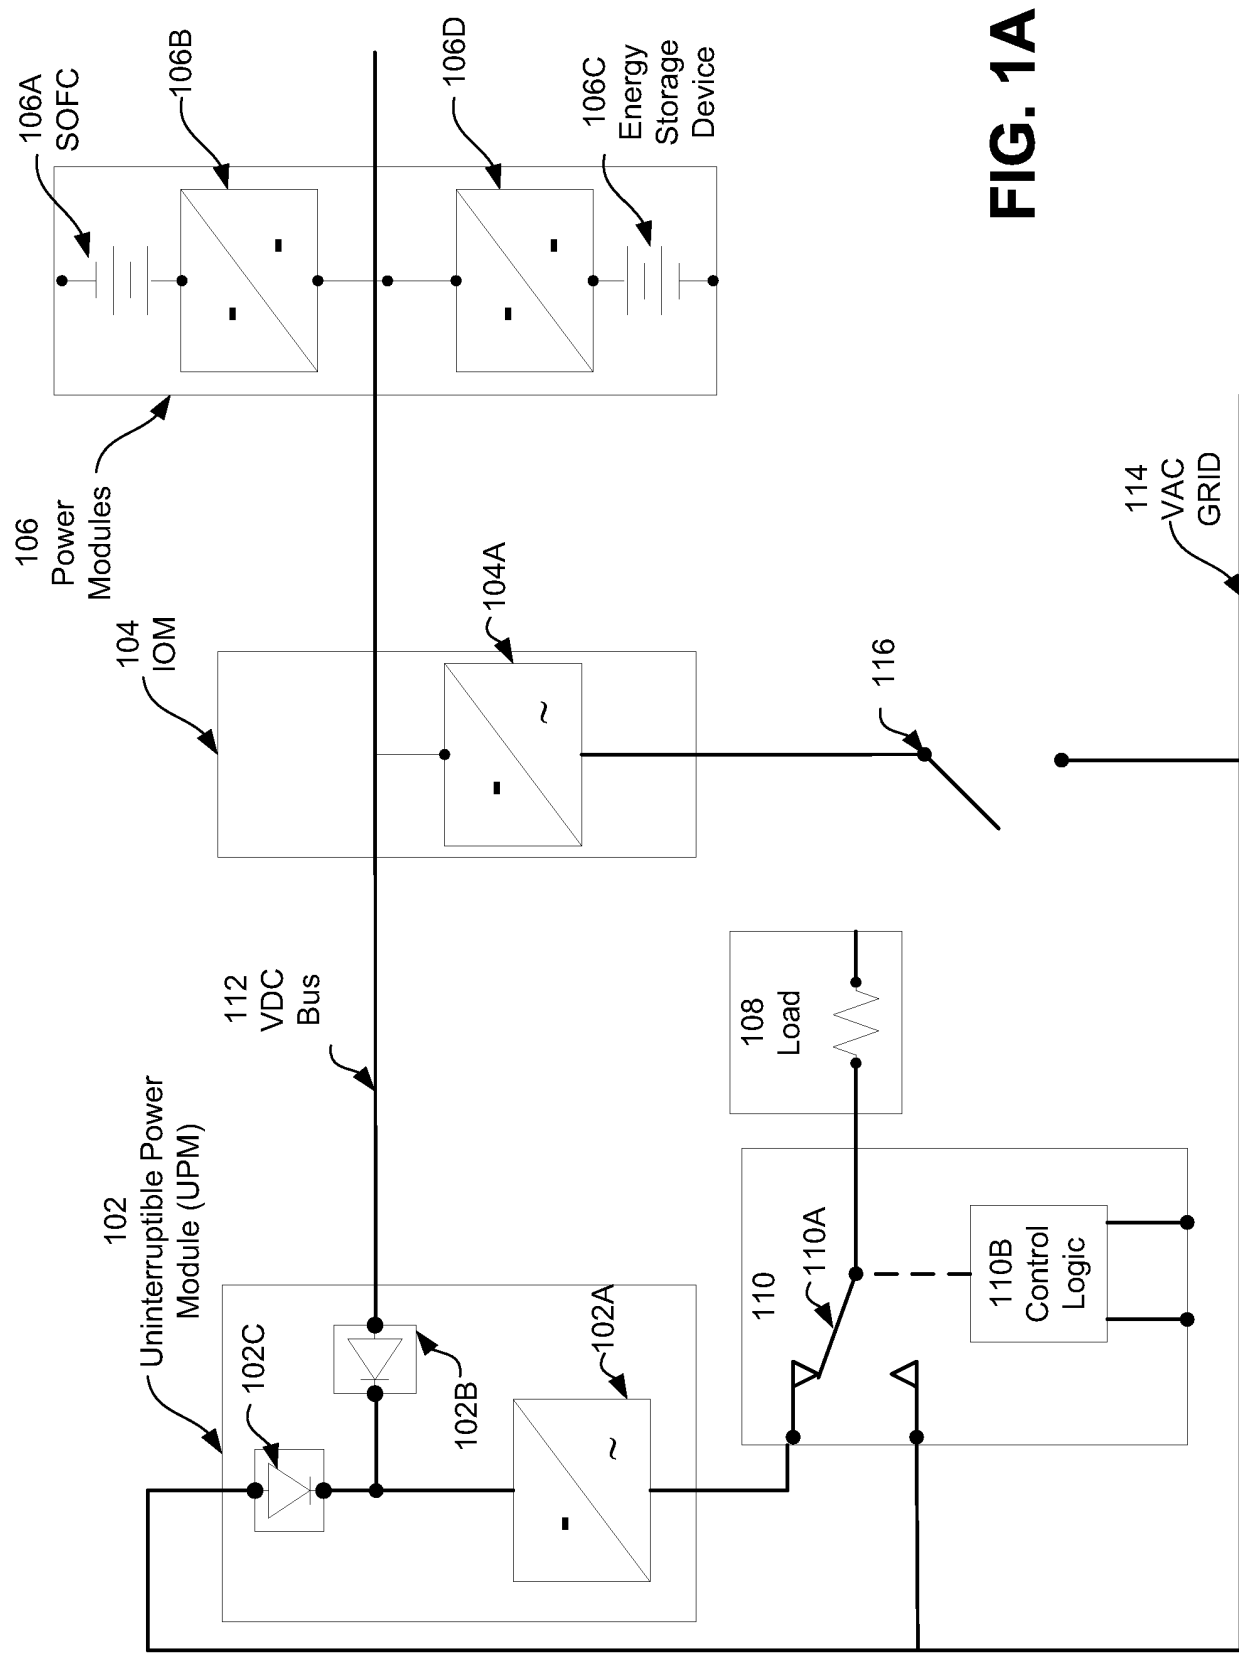 102
Uninterruptible Power
Module (UPM)
102C
102B
102A
~
112
VDC
Bus
104
IOM
104A
~
106
Power
Modules
106A
SOFC
106B
106D
106C
Energy
Storage
Device
108
Load
110
110A
110B
Control
Logic
116
114
VAC
GRID
FIG. 1A